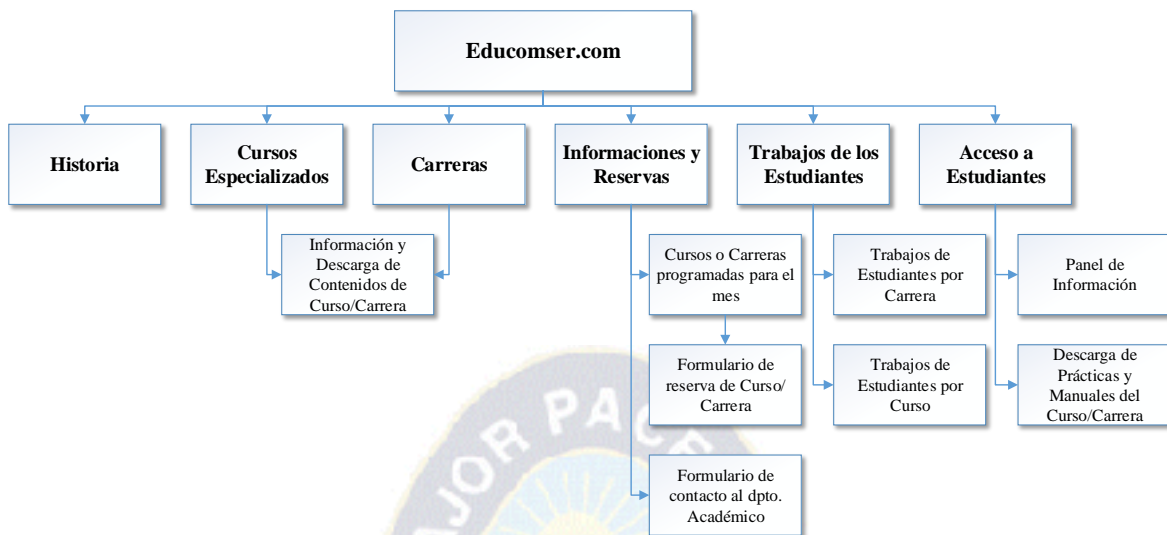 Educomser.com
Historia
Cursos
Especializados
Carreras
Informaciones y
Reservas
Trabajos de los
Estudiantes
Acceso a
Estudiantes
Información y
Descarga de
Contenidos de
Curso/Carrera
Cursos o Carreras
programadas para el
mes
Trabajos de
Estudiantes por
Carrera
Panel de
Información
Formulario de
reserva de Curso/
Carrera
Trabajos de
Estudiantes por
Curso
Descarga de
Prácticas y
Manuales del
Curso/Carrera
Formulario de
contacto al dpto.
Académico
AJOR PACE